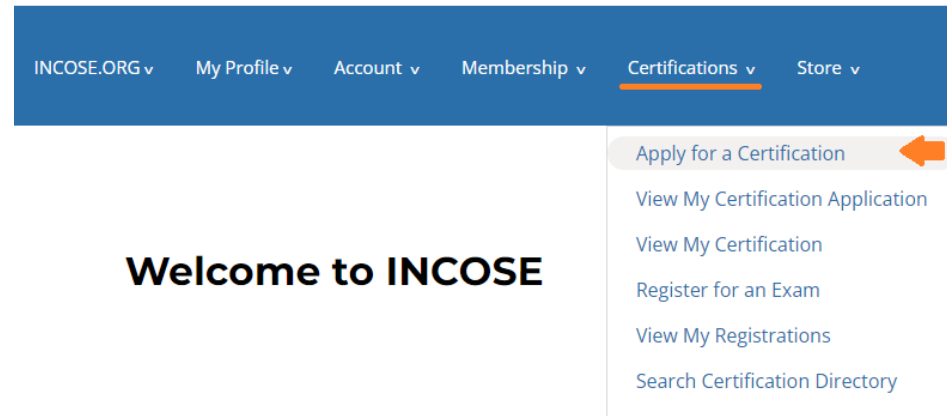 INCOSE.ORG v My Profile v Account v Membership v Certifications v Store v
Apply for a Certification
View My Certification Application
View My Certification
Welcome to INCOSE
Register for an Exam
View My Registrations
Search Certification Directory